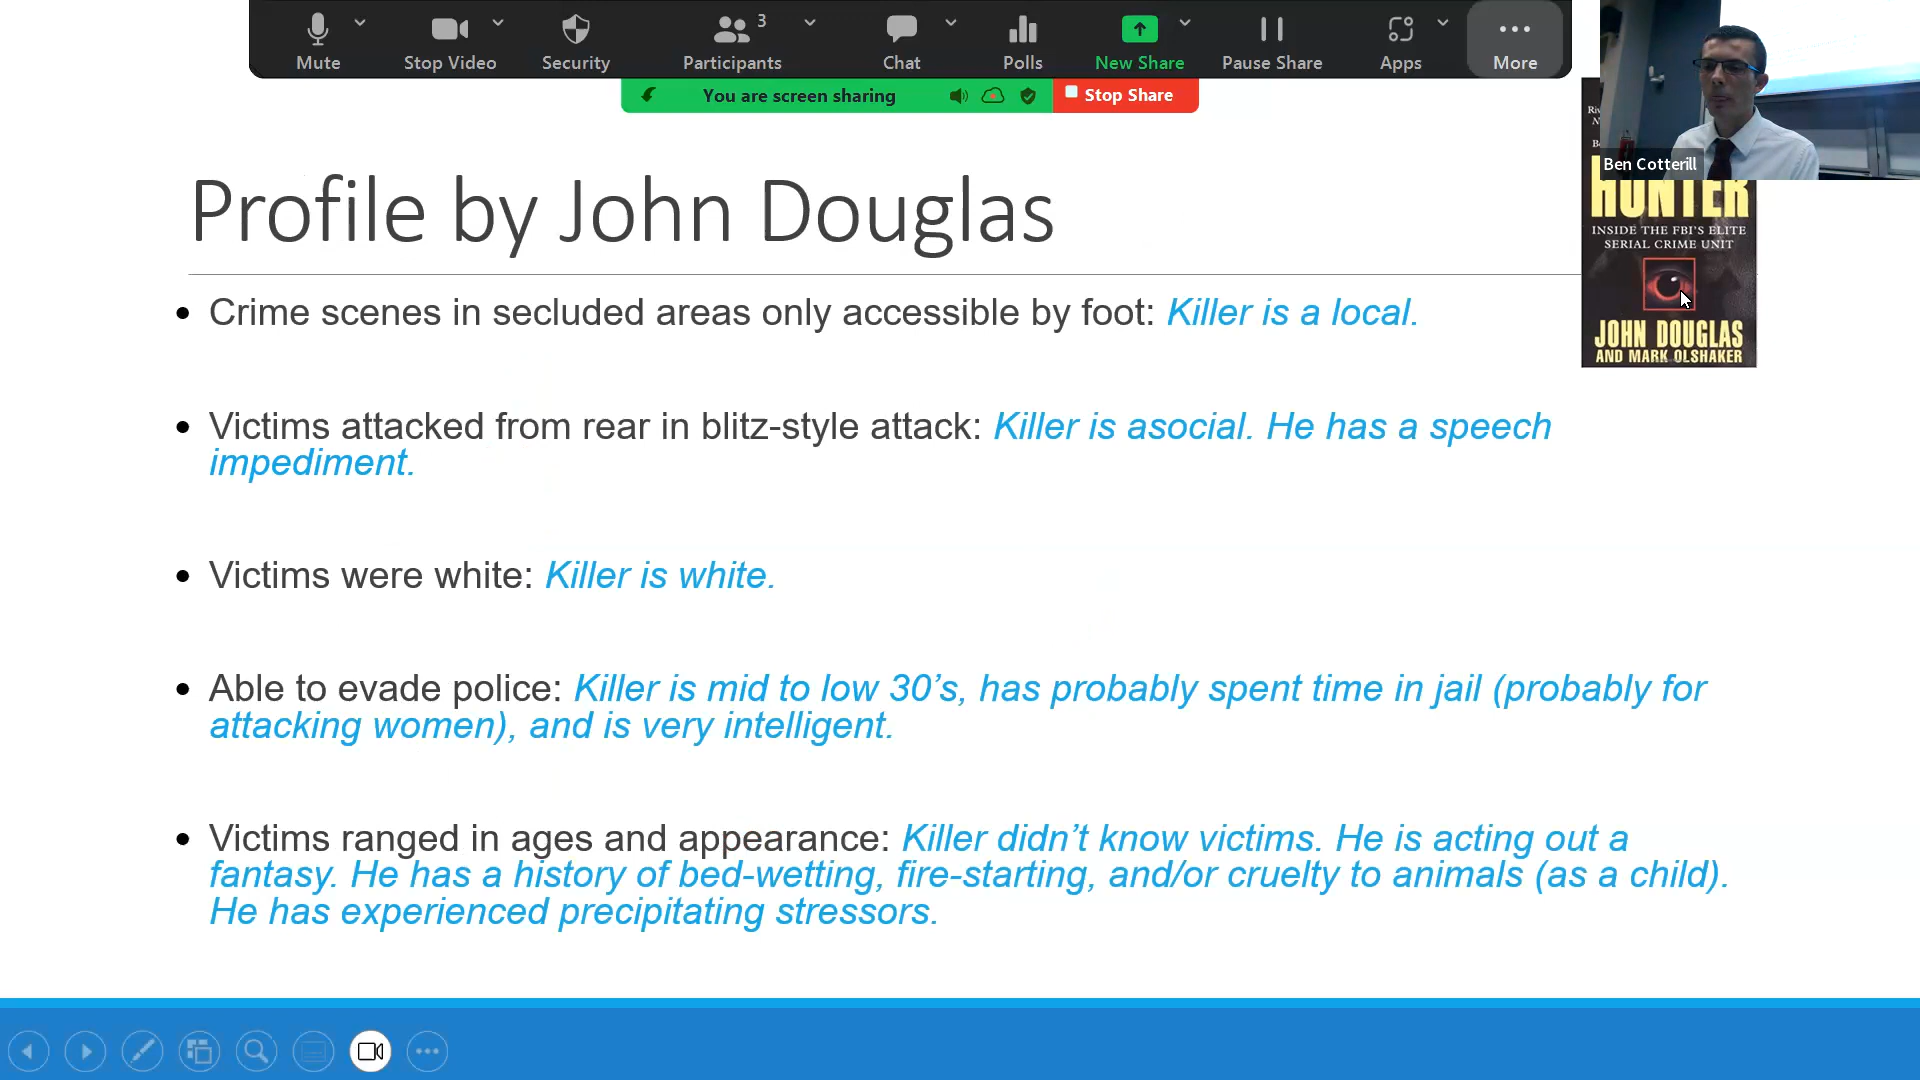 Mute
Stop Video
Security
3
Participants
Chat
Polls
New Share
Pause Share
Apps
More
You are screen sharing
Stop Share
Ben Cotterill
HUNTER
INSIDE THE FBI'S ELITE
SERIAL CRIME UNIT
JOHN DOUGLAS
AND MARK OLSHAKER
Profile by John Douglas
• Crime scenes in secluded areas only accessible by foot: Killer is a local.
• Victims attacked from rear in blitz-style attack: Killer is asocial. He has a speech
impediment.
• Victims were white: Killer is white.
• Able to evade police: Killer is mid to low 30’s, has probably spent time in jail (probably for
attacking women), and is very intelligent.
• Victims ranged in ages and appearance: Killer didn’t know victims. He is acting out a
fantasy. He has a history of bed-wetting, fire-starting, and/or cruelty to animals (as a child).
He has experienced precipitating stressors.